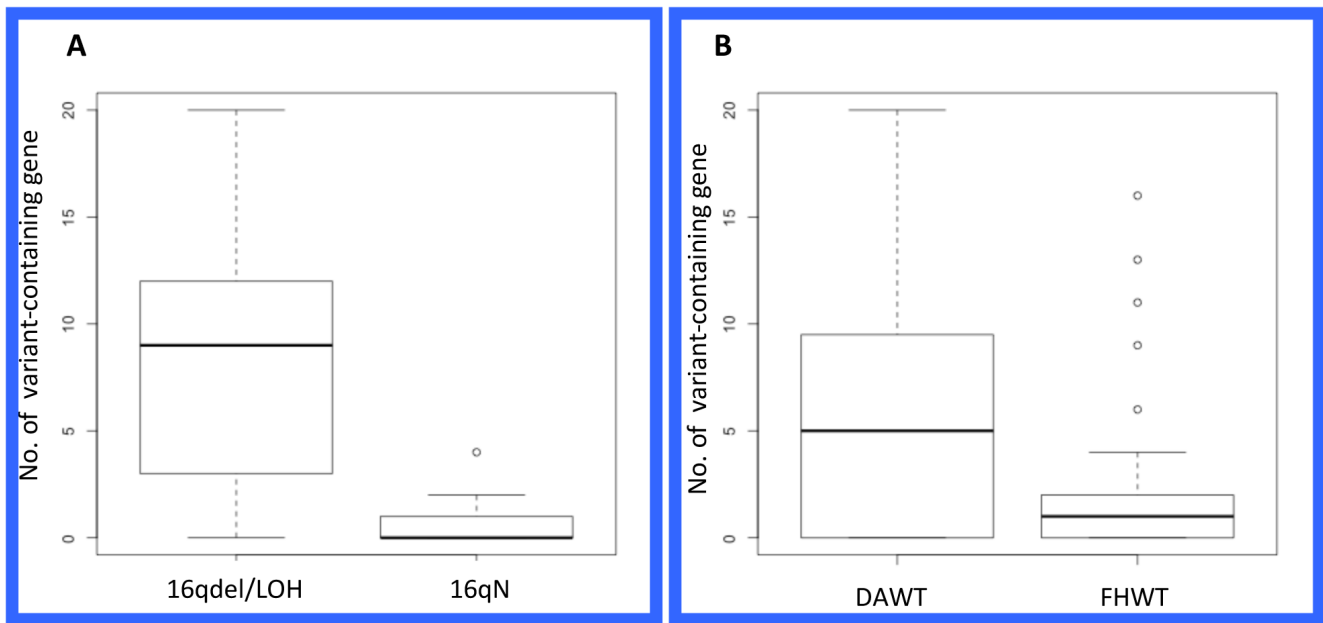 A
No. of variant-containing gene
20
15
10
5
0
16qdel/LOH
16qN
B
No. of variant-containing gene
20
15
10
5
0
DAWT
FHWT